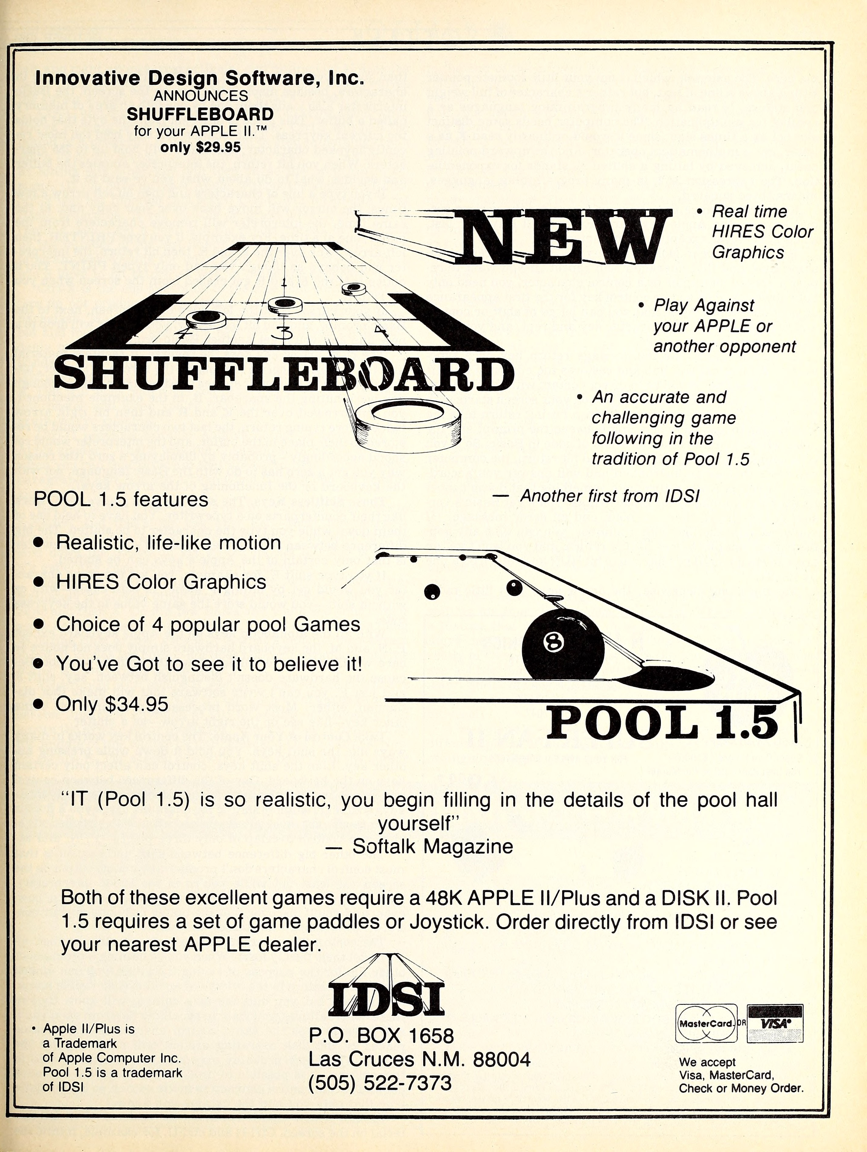 Innovative Design Software, Inc.
ANNOUNCES
SHUFFLEBOARD
for your APPLE II.™
only $29.95
NEW
• Real time
HIRES Color
Graphics
• Play Against
your APPLE or
another opponent
• An accurate and
challenging game
following in the
tradition of Pool 1.5
— Another first from IDSI
1
4 3 4
SHUFFLEBOARD
POOL 1.5 features
● Realistic, life-like motion
● HIRES Color Graphics
● Choice of 4 popular pool Games
● You've Got to see it to believe it!
● Only $34.95
8
POOL 1.5
"IT (Pool 1.5) is so realistic, you begin filling in the details of the pool hall
yourself"
— Softalk Magazine
Both of these excellent games require a 48K APPLE II/Plus and a DISK II. Pool
1.5 requires a set of game paddles or Joystick. Order directly from IDSI or see
your nearest APPLE dealer.
IDSI
P.O. BOX 1658
Las Cruces N.M. 88004
(505) 522-7373
• Apple II/Plus is
a Trademark
of Apple Computer Inc.
Pool 1.5 is a trademark
of IDSI
MasterCard OR VISA®
We accept
Visa, MasterCard,
Check or Money Order.